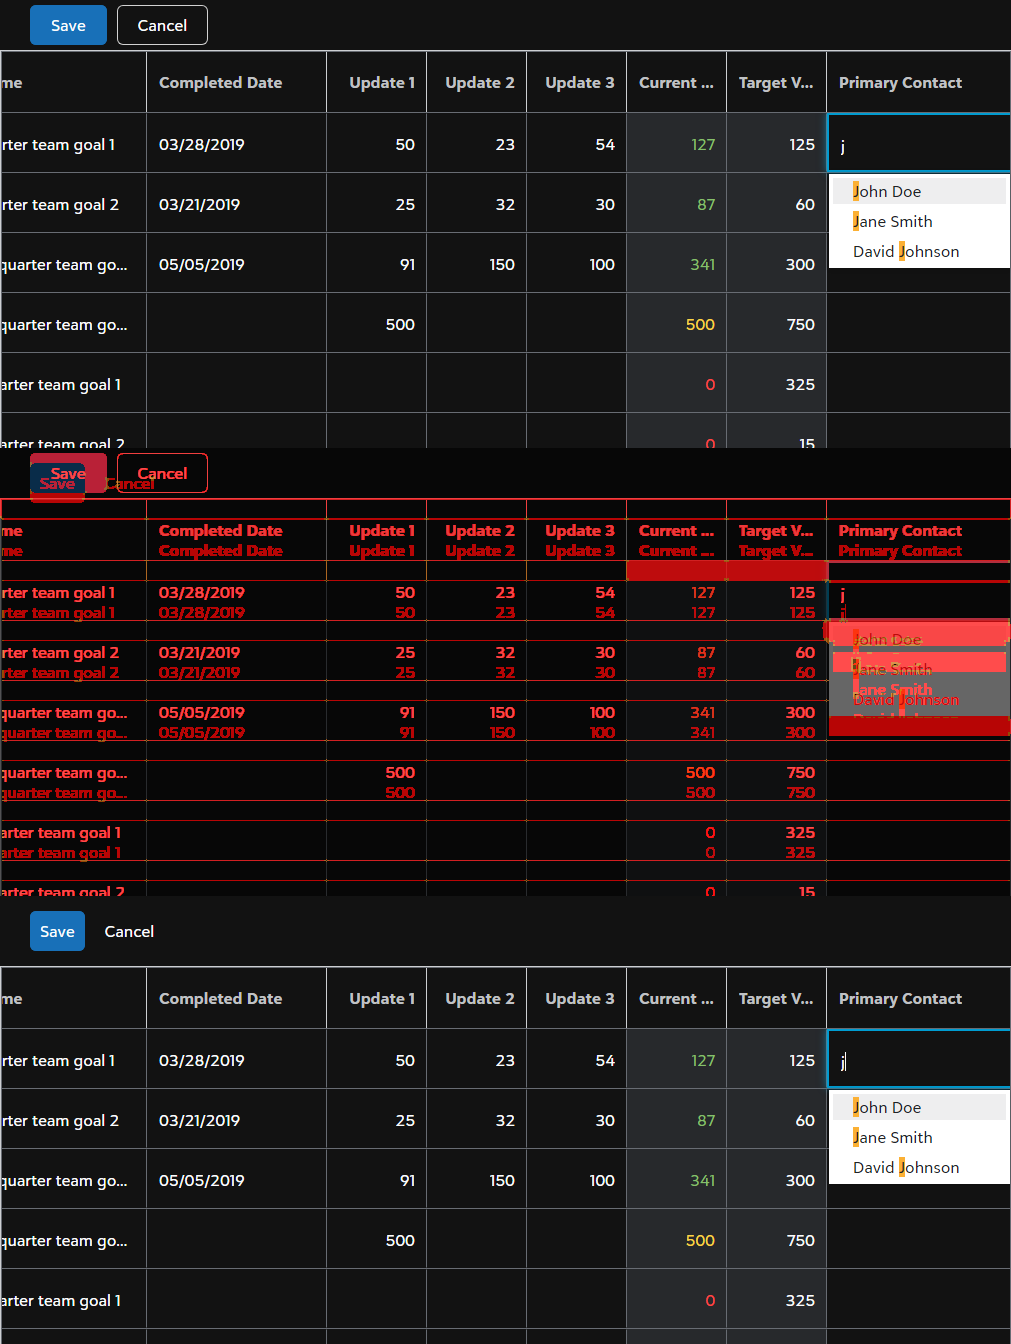 Save Cancel
me Completed Date Update 1 Update 2 Update 3 Current ... Target V... Primary Contact
rter team goal 1 03/28/2019 50 23 54 127 125 j
rter team goal 2 03/21/2019 25 32 30 87 60 John Doe
Jane Smith
quarter team go... 05/05/2019 91 150 100 341 300 David Johnson
quarter team go... 500 500 750
arter team goal 1 0 325
arter team goal 2 0 15
Save Cancel
Save Cancel
me Completed Date Update 1 Update 2 Update 3 Current ... Target V... Primary Contact
me Completed Date Update 1 Update 2 Update 3 Current ... Target V... Primary Contact
rter team goal 1 03/28/2019 50 23 54 127 125 j
rter team goal 1 03/28/2019 50 23 54 127 125 j
rter team goal 2 03/21/2019 25 32 30 87 60 John Doe
rter team goal 2 03/21/2019 25 32 30 87 60 Jane Smith
Jane Smith
quarter team go... 05/05/2019 91 150 100 341 300 David Johnson
quarter team go... 05/05/2019 91 150 100 341 300 David Johnson
quarter team go... 500 500 750
quarter team go... 500 500 750
arter team goal 1 0 325
arter team goal 1 0 325
arter team goal 2 0 15
Save Cancel
me Completed Date Update 1 Update 2 Update 3 Current ... Target V... Primary Contact
rter team goal 1 03/28/2019 50 23 54 127 125 j
rter team goal 2 03/21/2019 25 32 30 87 60 John Doe
Jane Smith
quarter team go... 05/05/2019 91 150 100 341 300 David Johnson
quarter team go... 500 500 750
arter team goal 1 0 325